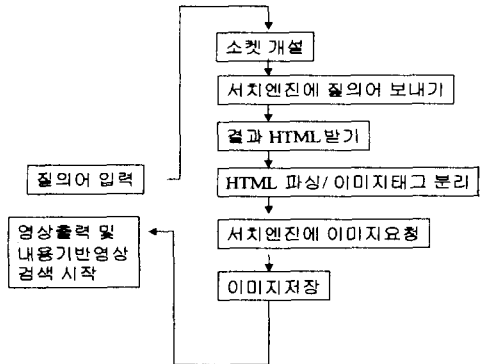 소켓 개설
서치엔진에 질의어 보내기
결과 HTML받기
질의어 입력
HTML 파싱/ 이미지태그 분리
영상출력 및
내용기반영상
검색 시작
서치엔진에 이미지요청
이미지저장